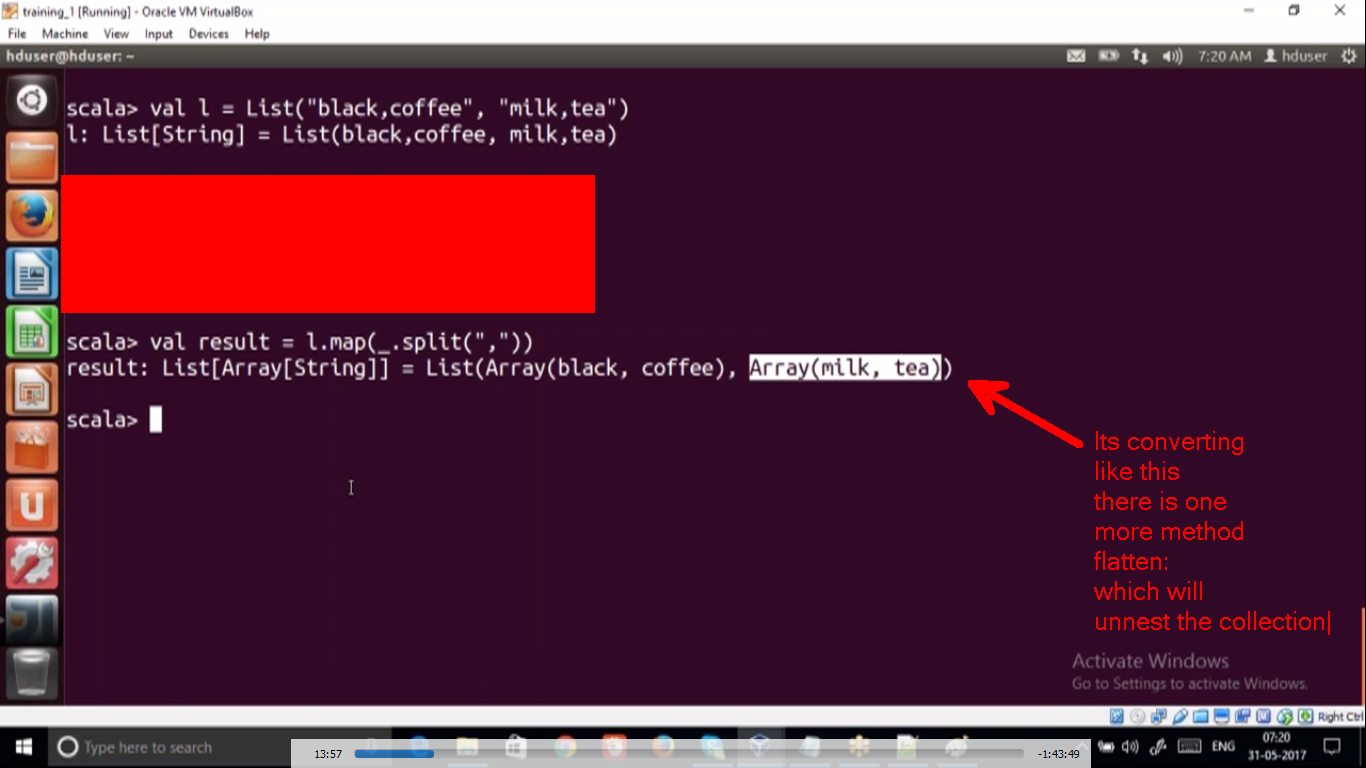 training_1 [Running] - Oracle VM VirtualBox
File Machine View Input Devices Help
hduser@hduser: ~ 7:20 AM hduser
scala> val l = List("black,coffee", "milk,tea")
l: List[String] = List(black,coffee, milk,tea)
scala> val result = l.map(_.split(","))
result: List[Array[String]] = List(Array(black, coffee), Array(milk, tea))
scala>
Its converting
like this
there is one
more method
flatten:
which will
unnest the collection|
Activate Windows
Go to Settings to activate Windows.
Right Ctrl
Type here to search
13:57
-1:43:49
ENG
07:20
31-05-2017